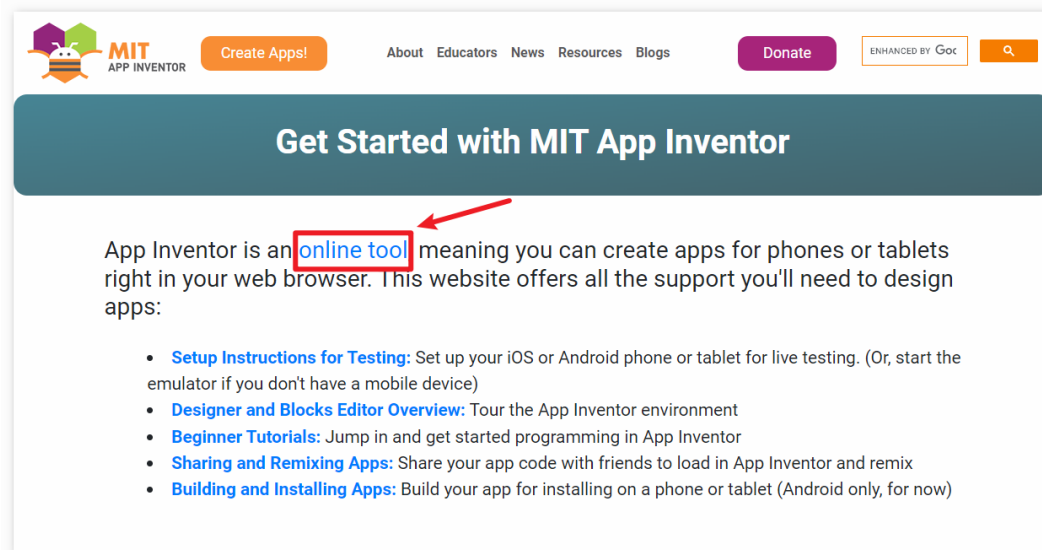 MIT
APP INVENTOR
Create Apps!
About Educators News Resources Blogs
Donate
ENHANCED BY Goo
Get Started with MIT App Inventor
App Inventor is an online tool meaning you can create apps for phones or tablets
right in your web browser. This website offers all the support you'll need to design
apps:
• Setup Instructions for Testing: Set up your iOS or Android phone or tablet for live testing. (Or, start the
emulator if you don't have a mobile device)
• Designer and Blocks Editor Overview: Tour the App Inventor environment
• Beginner Tutorials: Jump in and get started programming in App Inventor
• Sharing and Remixing Apps: Share your app code with friends to load in App Inventor and remix
• Building and Installing Apps: Build your app for installing on a phone or tablet (Android only, for now)